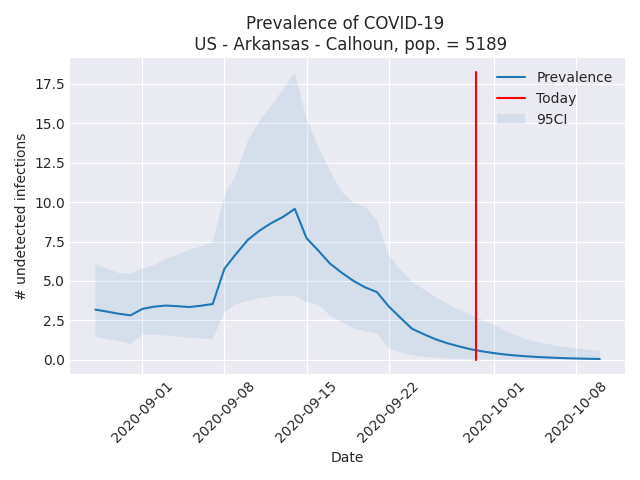 Prevalence of COVID-19
US - Arkansas - Calhoun, pop. = 5189
Prevalence
Today
95CI
# undetected infections
17.5
15.0
12.5
10.0
7.5
5.0
2.5
0.0
2020-09-01
2020-09-08
2020-09-15
2020-09-22
2020-10-01
2020-10-08
Date